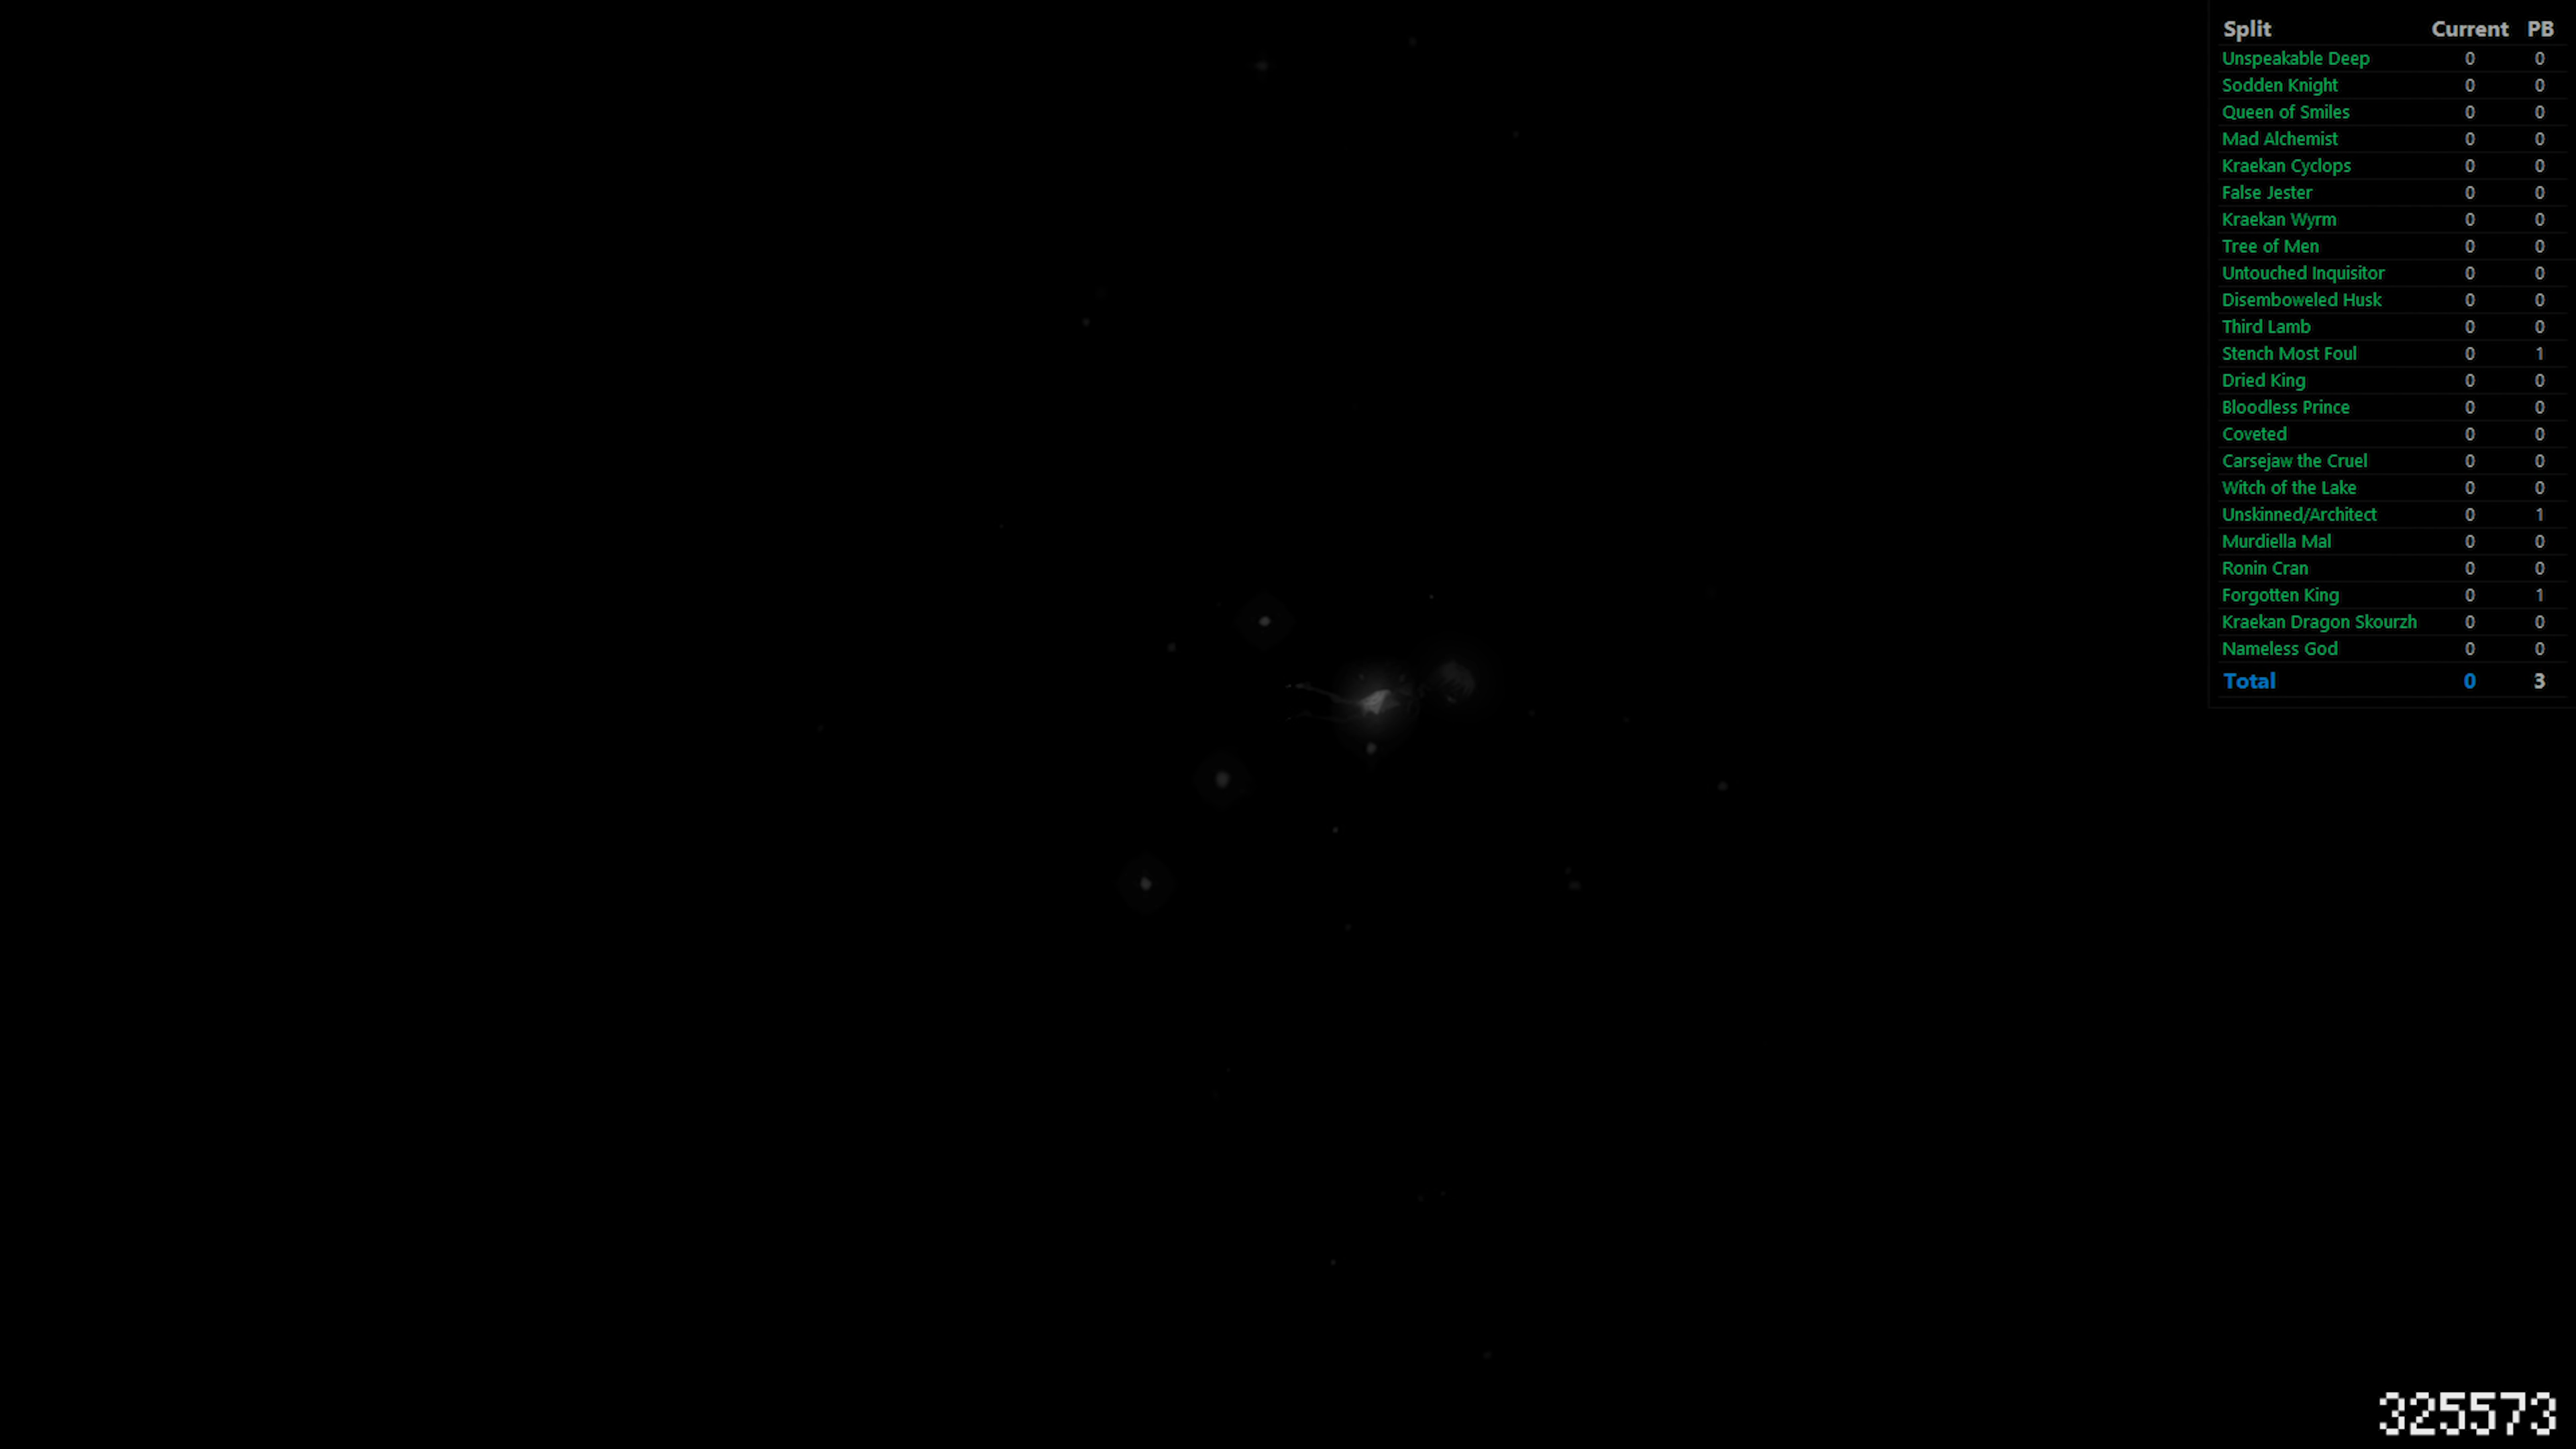 Split Current PB
Unspeakable Deep 0 0
Sodden Knight 0 0
Queen of Smiles 0 0
Mad Alchemist 0 0
Kraekan Cyclops 0 0
False Jester 0 0
Kraekan Wyrm 0 0
Tree of Men 0 0
Untouched Inquisitor 0 0
Disemboweled Husk 0 0
Third Lamb 0 0
Stench Most Foul 0 1
Dried King 0 0
Bloodless Prince 0 0
Coveted 0 0
Carsejaw the Cruel 0 0
Witch of the Lake 0 0
Unskinned/Architect 0 1
Murdiella Mal 0 0
Ronin Cran 0 0
Forgotten King 0 1
Kraekan Dragon Skourzh 0 0
Nameless God 0 0
Total 0 3
325573